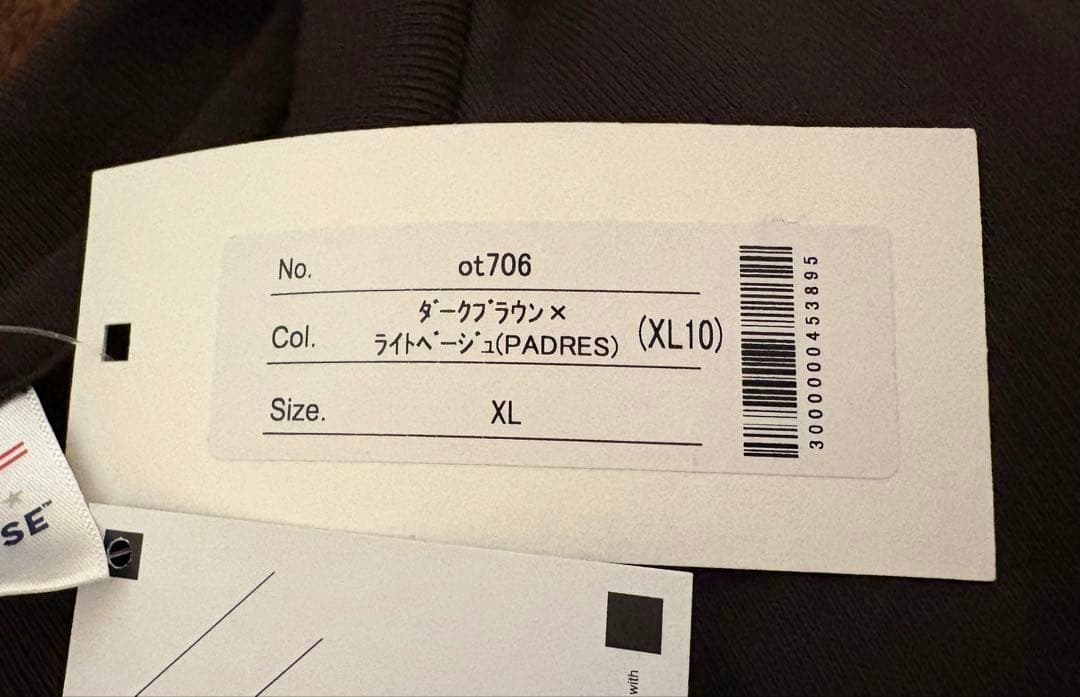 No. ot706
Col. ﾀﾞｰｸﾌﾞﾗｳﾝ×
ﾗｲﾄﾍﾞｰｼﾞｭ(PADRES) (XL10)
Size. XL
3000000453895
SE™
with